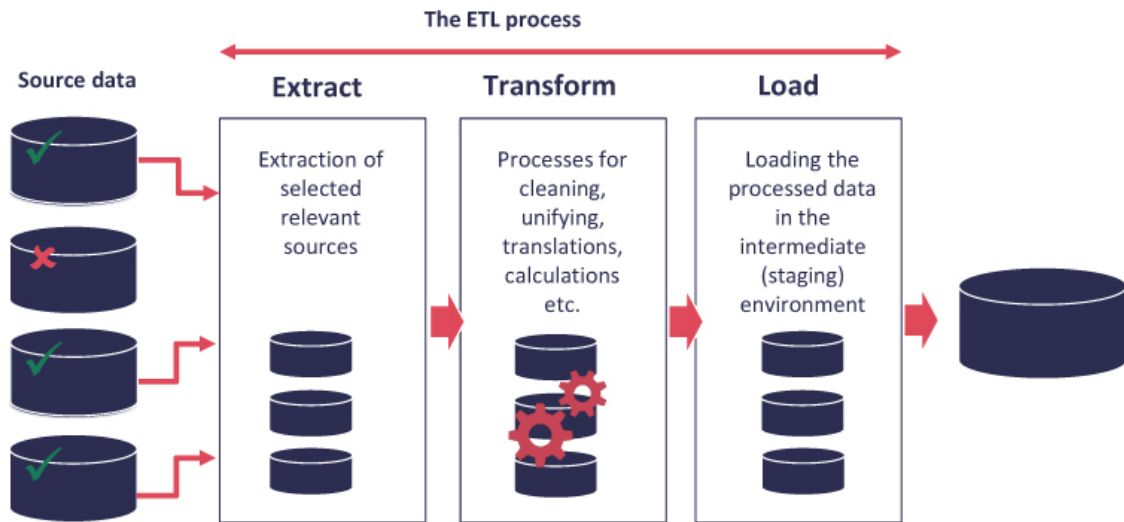 The ETL process
Source data
Extract
Transform
Load
Extraction of
selected
relevant
sources
Processes for
cleaning,
unifying,
translations,
calculations
etc.
Loading the
processed data
in the
intermediate
(staging)
environment